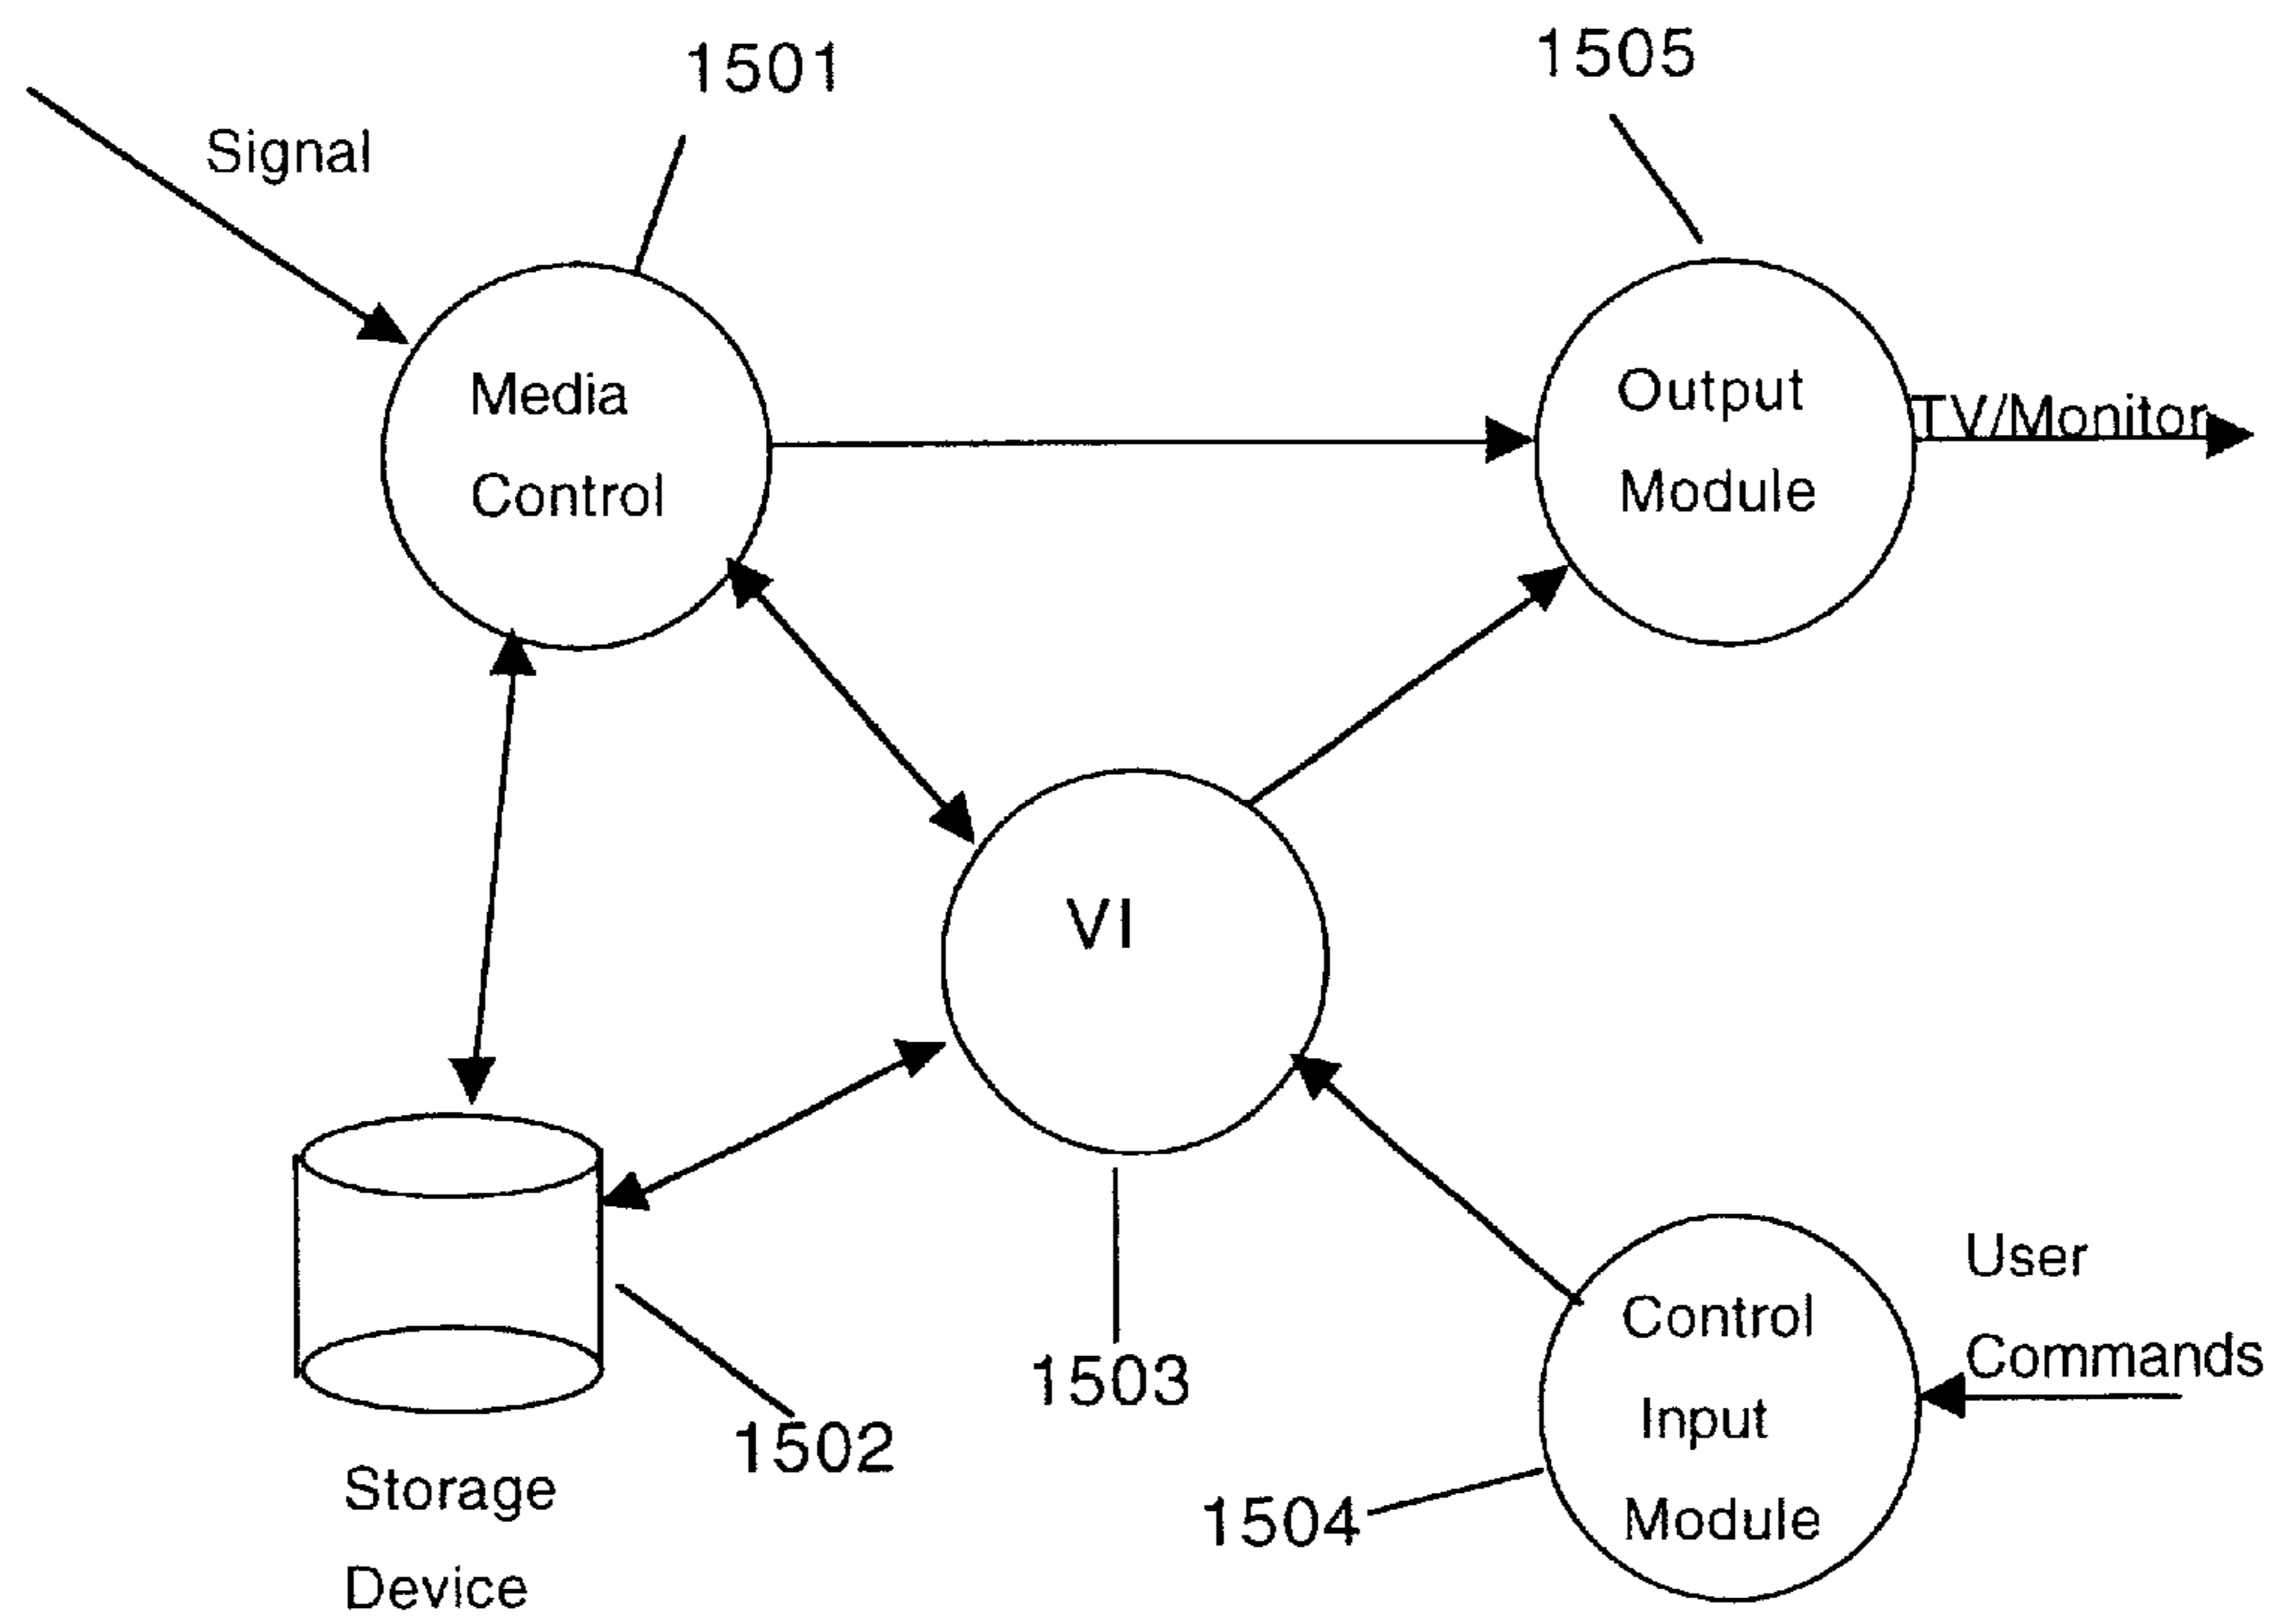 1501
1505
Signal
Media
Control
Output
Module
TV/Monitor
VI
User
Commands
Control
Input
Module
1503
1502
1504
Storage
Device